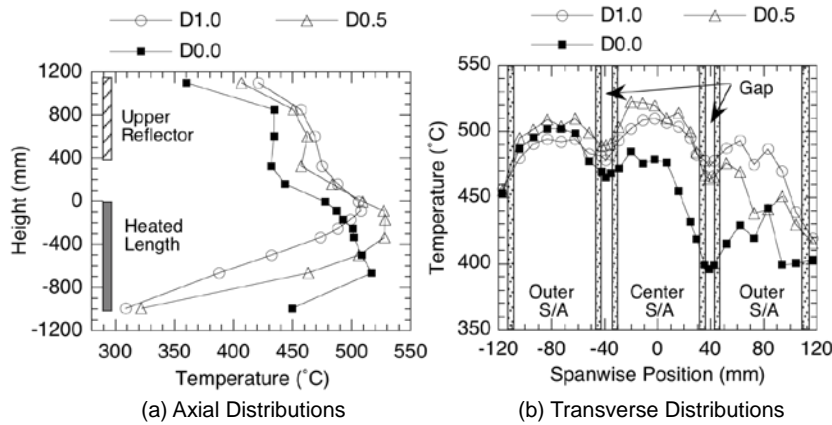 D1.0
D0.5
D0.0
1200
800
400
0
-400
-800
-1200
Height (mm)
Upper
Reflector
Heated
Length
300
350
400
450
500
550
Temperature (˚C)
(a) Axial Distributions
D1.0
D0.5
D0.0
550
500
450
400
350
Temperature (˚C)
Gap
Outer
S/A
Center
S/A
Outer
S/A
-120
-80
-40
0
40
80
120
Spanwise Position (mm)
(b) Transverse Distributions